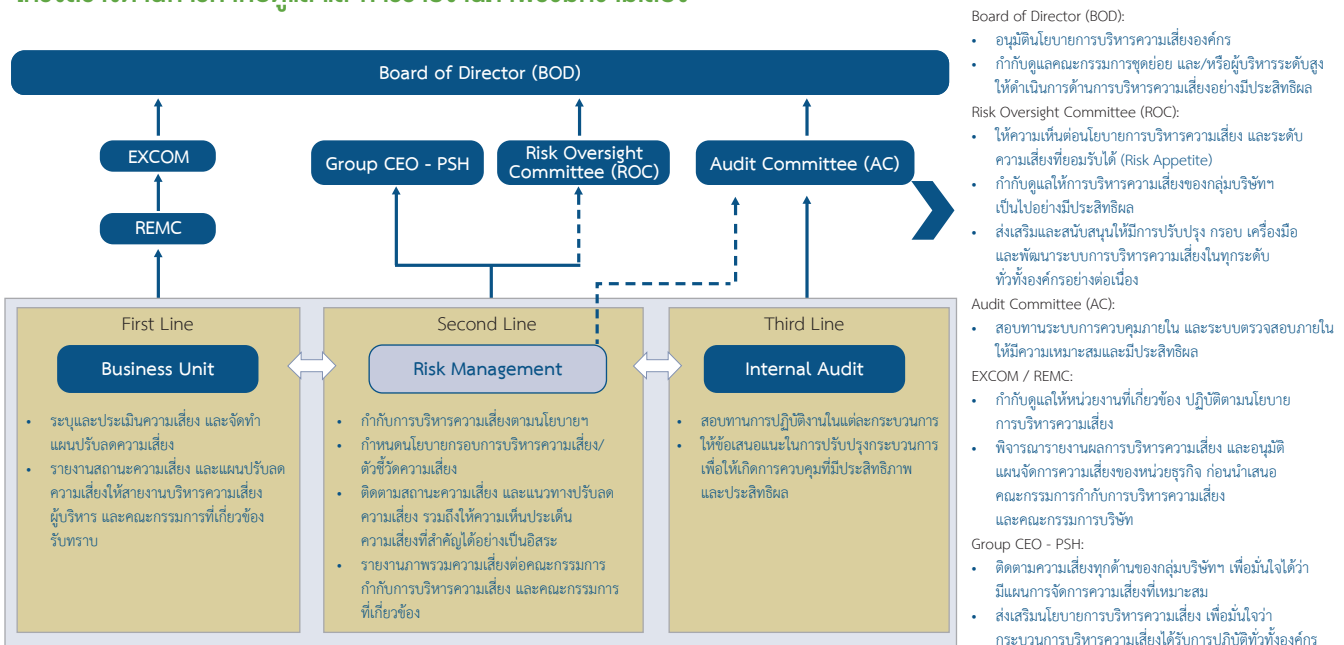 Board of Director (BOD)
EXCOM
REMC
Group CEO - PSH
Risk Oversight
Committee (ROC)
Audit Committee (AC)
First Line
Business Unit
• ระบุและประเมินความเสี่ยง และจัดทำ
แผนปรับลดความเสี่ยง
• รายงานสถานะความเสี่ยง และแผนปรับลด
ความเสี่ยงให้สายงานบริหารความเสี่ยง
ผู้บริหาร และคณะกรรมการที่เกี่ยวข้อง
รับทราบ
Second Line
Risk Management
• กำกับการบริหารความเสี่ยงตามนโยบายฯ
• กำหนดนโยบายกรอบการบริหารความเสี่ยง/
ตัวชี้วัดความเสี่ยง
• ติดตามสถานะความเสี่ยง และแนวทางปรับลด
ความเสี่ยง รวมถึงให้ความเห็นประเด็น
ความเสี่ยงที่สำคัญได้อย่างเป็นอิสระ
• รายงานภาพรวมความเสี่ยงต่อคณะกรรมการ
กำกับการบริหารความเสี่ยง และคณะกรรมการ
ที่เกี่ยวข้อง
Third Line
Internal Audit
• สอบทานการปฏิบัติงานในแต่ละกระบวนการ
• ให้ข้อเสนอแนะในการปรับปรุงกระบวนการ
เพื่อให้เกิดการควบคุมที่มีประสิทธิภาพ
และประสิทธิผล
Board of Director (BOD):
• อนุมัตินโยบายการบริหารความเสี่ยงองค์กร
• กำกับดูแลคณะกรรมการชุดย่อย และ/หรือผู้บริหารระดับสูง
ให้ดำเนินการด้านการบริหารความเสี่ยงอย่างมีประสิทธิผล
Risk Oversight Committee (ROC):
• ให้ความเห็นต่อนโยบายการบริหารความเสี่ยง และระดับ
ความเสี่ยงที่ยอมรับได้ (Risk Appetite)
• กำกับดูแลให้การบริหารความเสี่ยงของกลุ่มบริษัทฯ
เป็นไปอย่างมีประสิทธิผล
• ส่งเสริมและสนับสนุนให้มีการปรับปรุง กรอบ เครื่องมือ
และพัฒนาระบบการบริหารความเสี่ยงในทุกระดับ
ทั่วทั้งองค์กรอย่างต่อเนื่อง
Audit Committee (AC):
• สอบทานระบบการควบคุมภายใน และระบบตรวจสอบภายใน
ให้มีความเหมาะสมและมีประสิทธิผล
EXCOM / REMC:
• กำกับดูแลให้หน่วยงานที่เกี่ยวข้อง ปฏิบัติตามนโยบาย
การบริหารความเสี่ยง
• พิจารณารายงานผลการบริหารความเสี่ยง และอนุมัติ
แผนจัดการความเสี่ยงของหน่วยธุรกิจ ก่อนนำเสนอ
คณะกรรมการกำกับการบริหารความเสี่ยง
และคณะกรรมการบริษัท
Group CEO - PSH:
• ติดตามความเสี่ยงทุกด้านของกลุ่มบริษัทฯ เพื่อมั่นใจได้ว่า
มีแผนการจัดการความเสี่ยงที่เหมาะสม
• ส่งเสริมนโยบายการบริหารความเสี่ยง เพื่อมั่นใจว่า
กระบวนการบริหารความเสี่ยงได้รับการปฏิบัติทั่วทั้งองค์กร